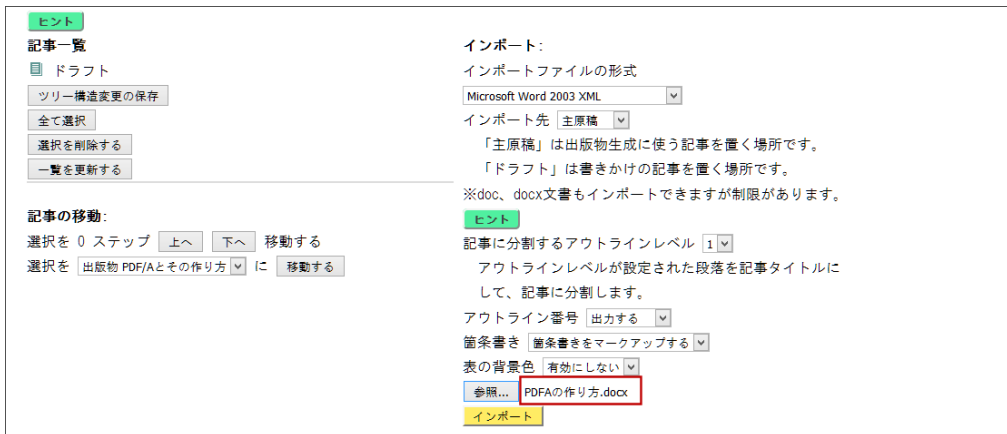 ヒント
記事一覧
ドラフト
ツリー構造変更の保存
全て選択
選択を削除する
一覧を更新する
記事の移動:
選択を 0 ステップ 上へ 下へ 移動する
選択を 出版物 PDF/Aとその作り方 に 移動する
インポート:
インポートファイルの形式
Microsoft Word 2003 XML
インポート先 主原稿
「主原稿」は出版物生成に使う記事を置く場所です。
「ドラフト」は書きかけの記事を置く場所です。
※doc、docx文書もインポートできますが制限があります。
ヒント
記事に分割するアウトラインレベル 1
アウトラインレベルが設定された段落を記事タイトルに
して、記事に分割します。
アウトライン番号 出力する
箇条書き 箇条書きをマークアップする
表の背景色 有効にしない
参照... PDFAの作り方.docx
インポート